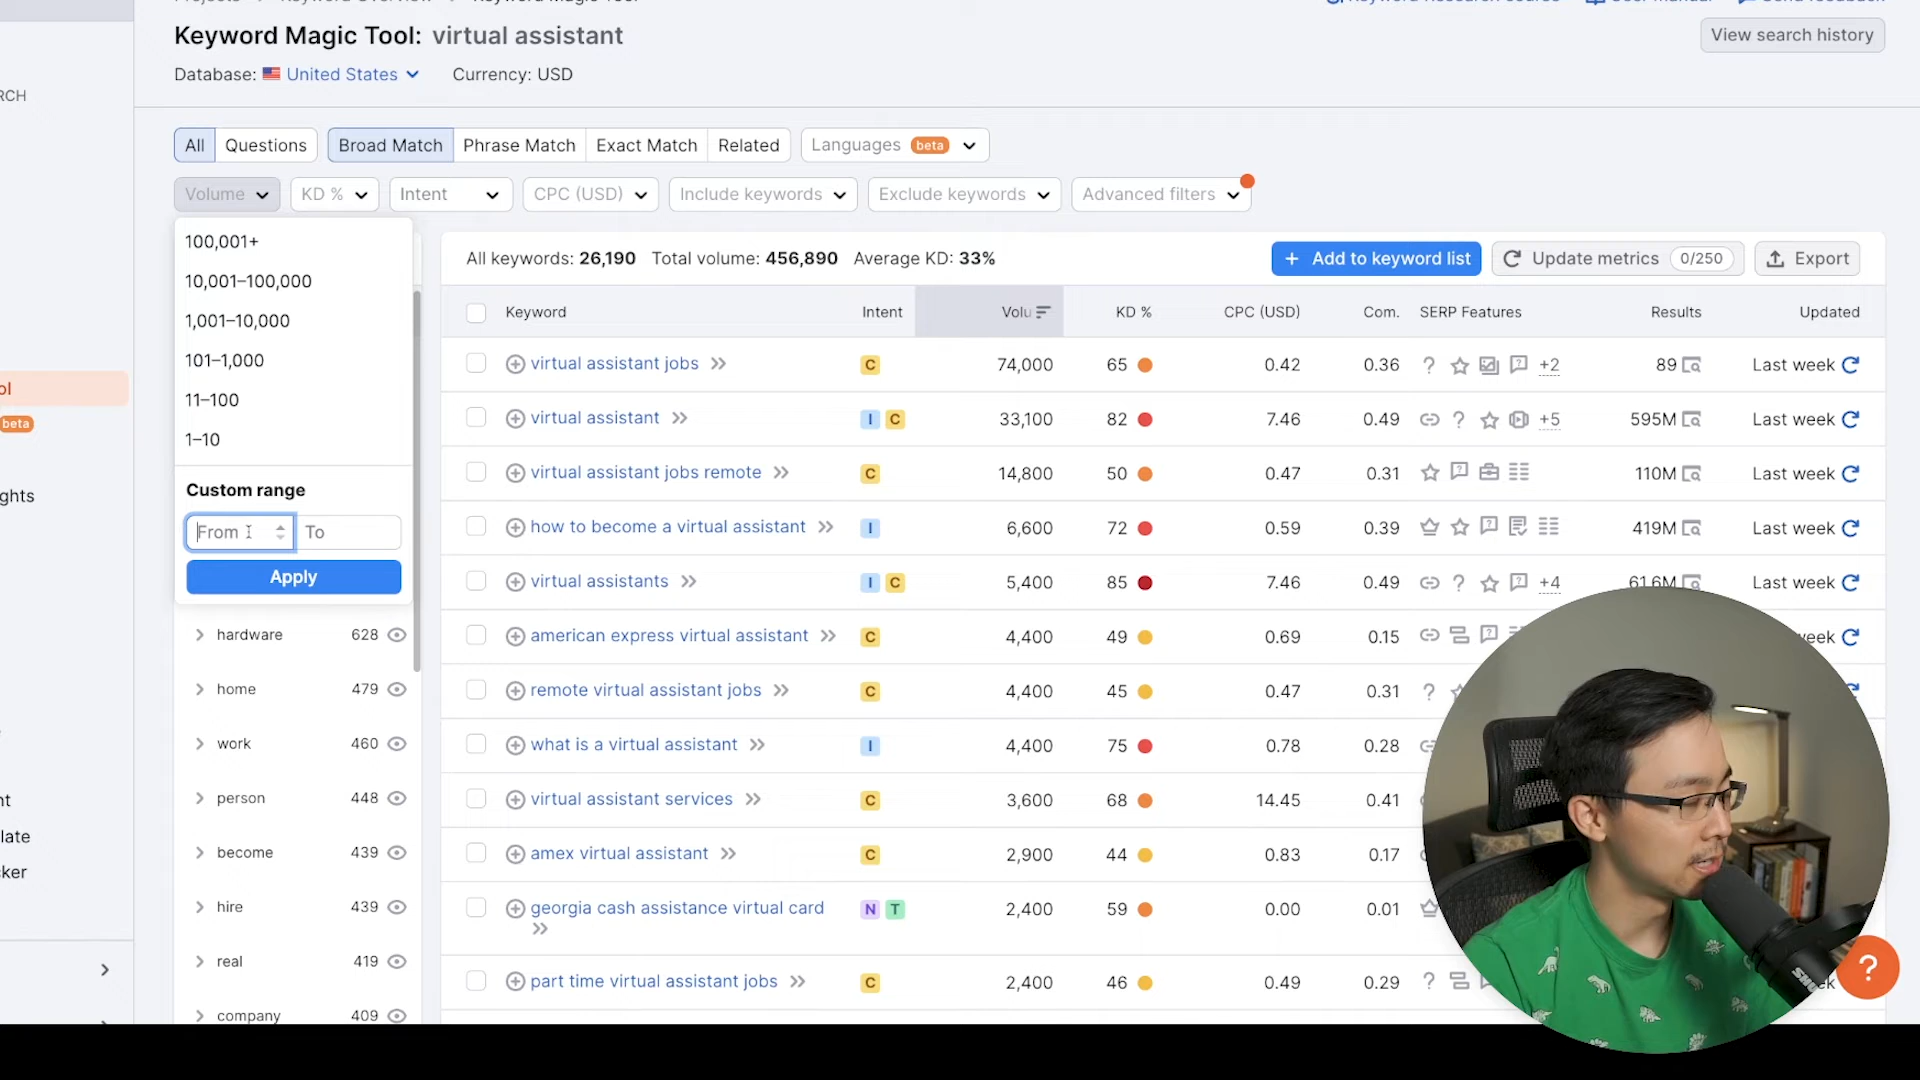 Keyword Magic Tool: virtual assistant
View search history
Database: United States Currency: USD
RCH
All Questions Broad Match Phrase Match Exact Match Related Languages beta
Volume KD % Intent CPC (USD) Include keywords Exclude keywords Advanced filters
100,001+
10,001–100,000
1,001–10,000
101–1,000
11–100
1–10
Custom range
From To
Apply
hardware 628
home 479
work 460
person 448
become 439
hire 439
real 419
company 409
ol
beta
ghts
nt
late
cker
All keywords: 26,190 Total volume: 456,890 Average KD: 33%
+ Add to keyword list Update metrics 0/250 Export
Keyword Intent Volu KD % CPC (USD) Com. SERP Features Results Updated
virtual assistant jobs C 74,000 65 0.42 0.36 +2 89 Last week
virtual assistant I C 33,100 82 7.46 0.49 +5 595M Last week
virtual assistant jobs remote C 14,800 50 0.47 0.31 110M Last week
how to become a virtual assistant I 6,600 72 0.59 0.39 419M Last week
virtual assistants I C 5,400 85 7.46 0.49 +4 61.6M Last week
american express virtual assistant C 4,400 49 0.69 0.15 week
remote virtual assistant jobs C 4,400 45 0.47 0.31
what is a virtual assistant I 4,400 75 0.78 0.28
virtual assistant services C 3,600 68 14.45 0.41
amex virtual assistant C 2,900 44 0.83 0.17
georgia cash assistance virtual card N T 2,400 59 0.00 0.01
part time virtual assistant jobs C 2,400 46 0.49 0.29 ek
SHU
?